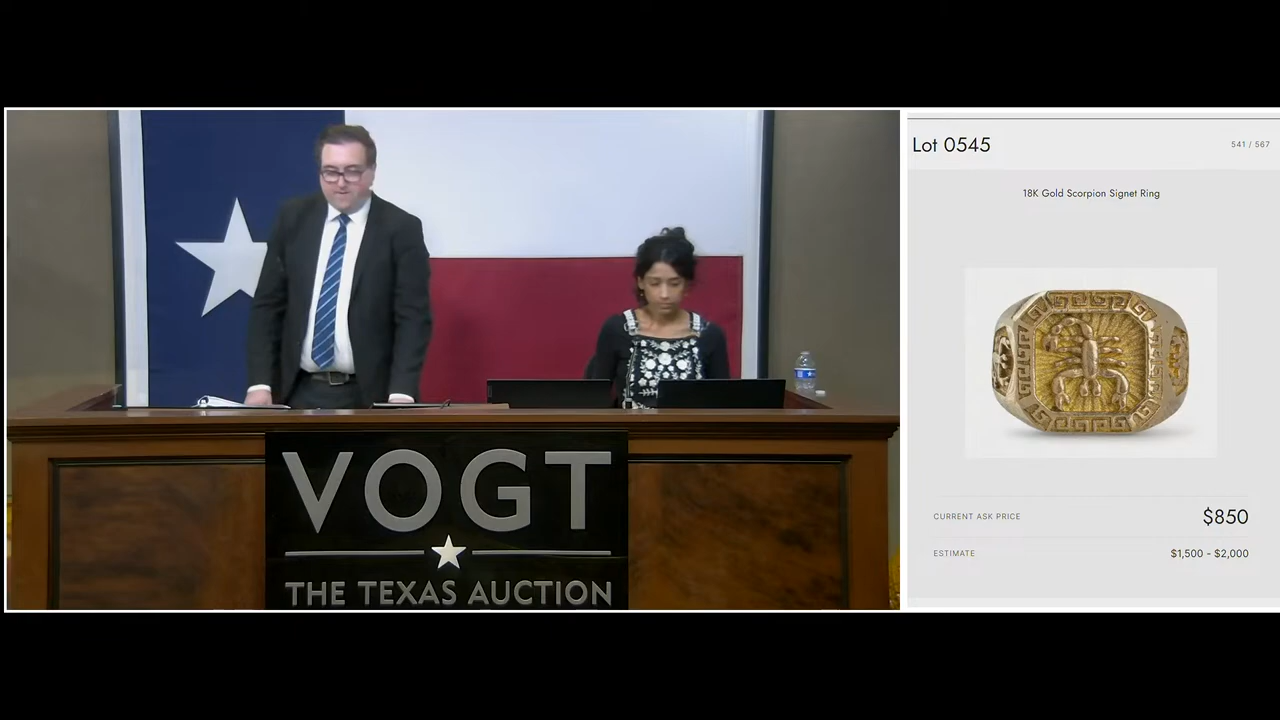 VOGT
THE TEXAS AUCTION
Lot 0545
541 / 567
18K Gold Scorpion Signet Ring
CURRENT ASK PRICE
$850
ESTIMATE
$1,500 - $2,000